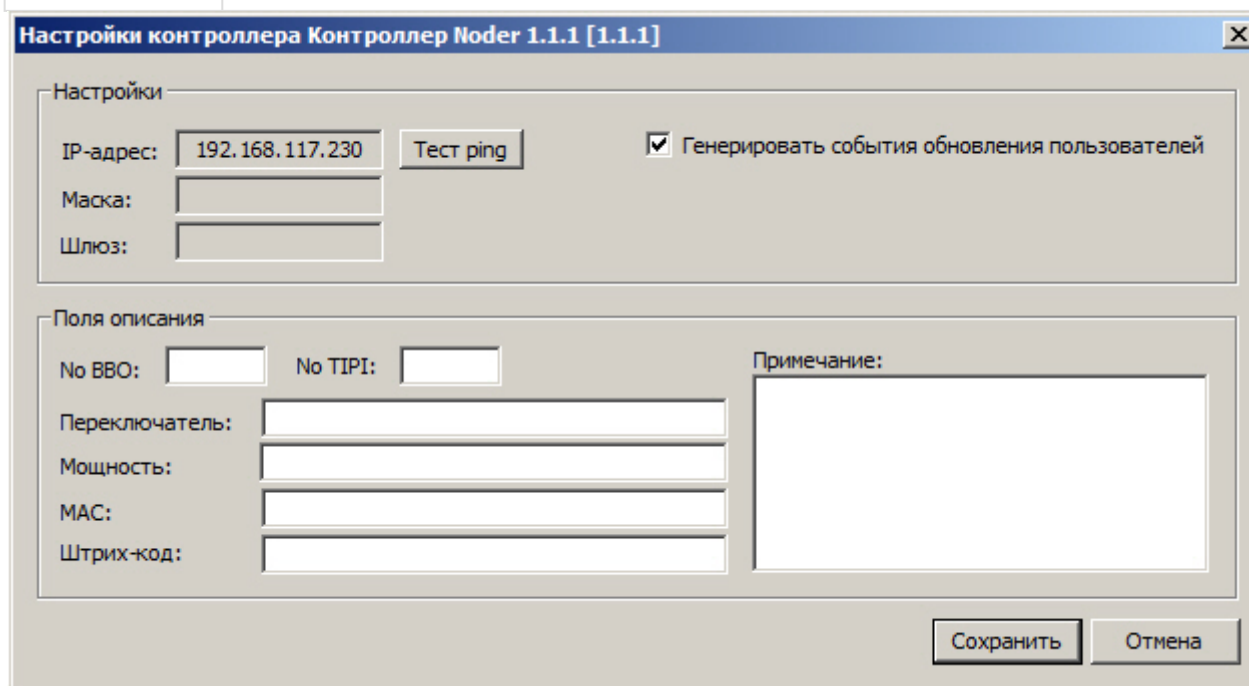 Настройки контроллера Контроллер Noder 1.1.1 [1.1.1]
Настройки
IP-адрес: 192.168.117.230 Тест ping Генерировать события обновления пользователей
Маска:
Шлюз:
Поля описания
No BBO: No TIPI: Примечание:
Переключатель:
Мощность:
MAC:
Штрих-код:
Сохранить Отмена